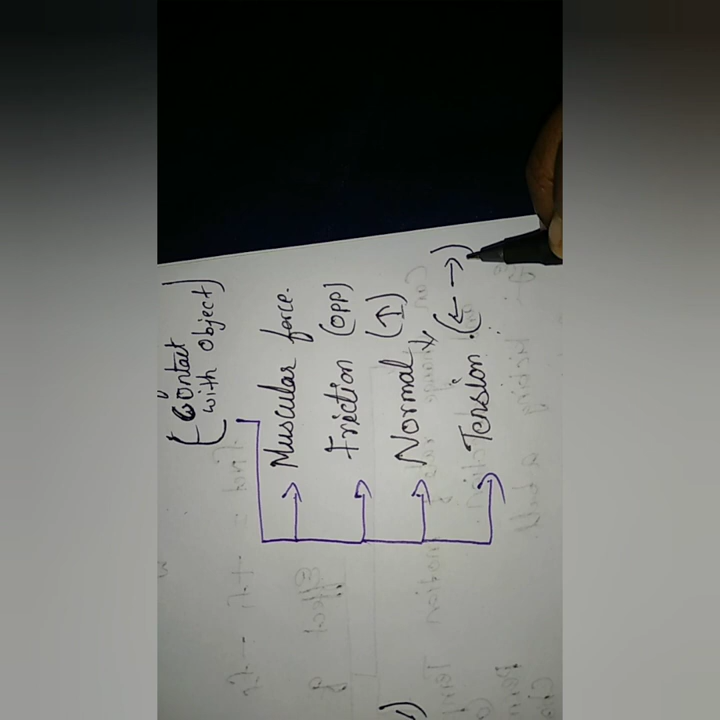 (Contact
with object)
Muscular force.
Friction (OPP)
Normal (↑)
Tension. (← →)